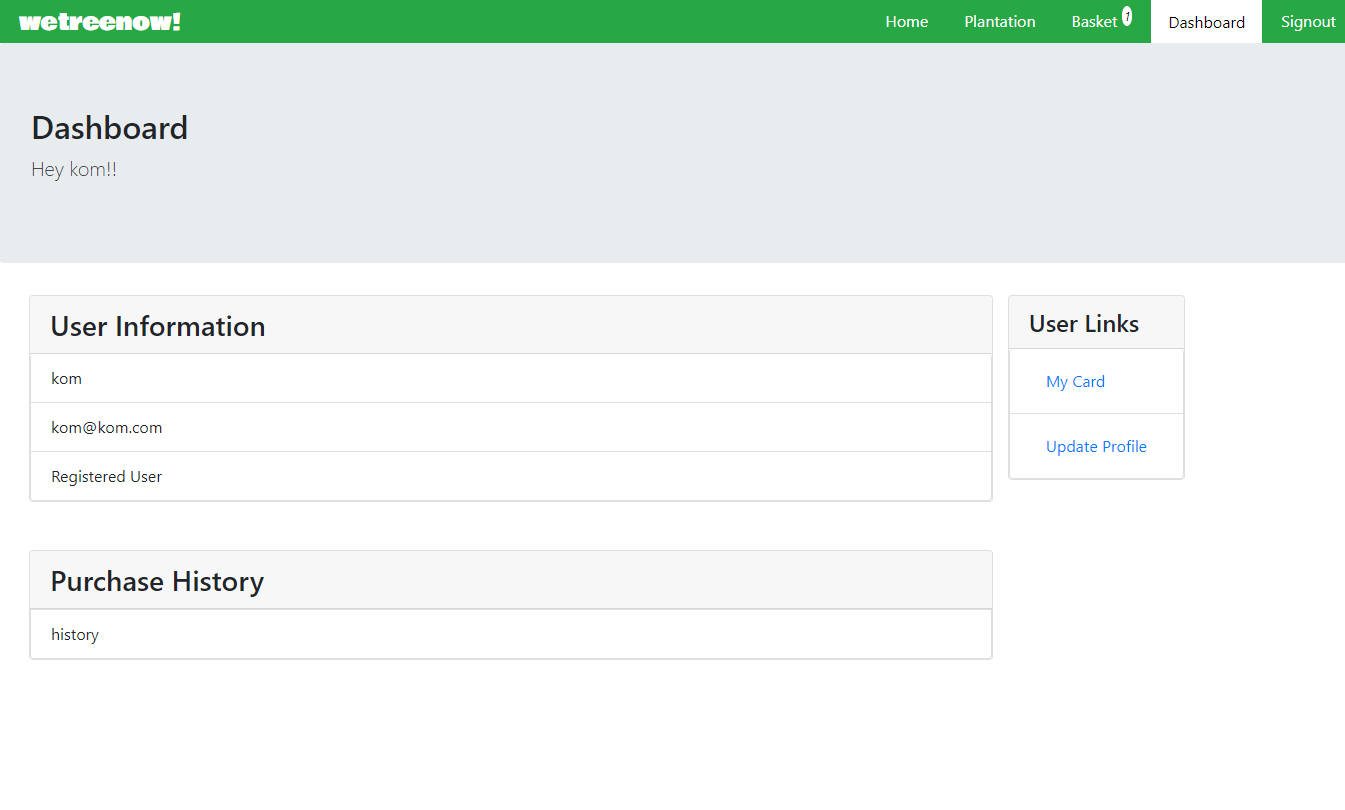 wetreenow!
Home Plantation Basket 1 Dashboard Signout
Dashboard
Hey kom!!
User Information
kom
kom@kom.com
Registered User
User Links
My Card
Update Profile
Purchase History
history